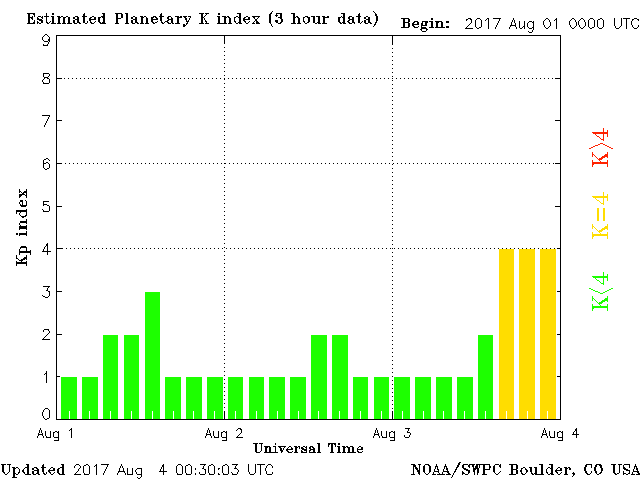 Estimated Planetary K index (3 hour data)
Begin: 2017 Aug 01 0000 UTC
9
8
7
6
5
4
3
2
1
0
Kp index
K>4
K=4
K<4
Aug 1
Aug 2
Aug 3
Aug 4
Universal Time
Updated 2017 Aug 4 00:30:03 UTC
NOAA/SWPC Boulder, CO USA